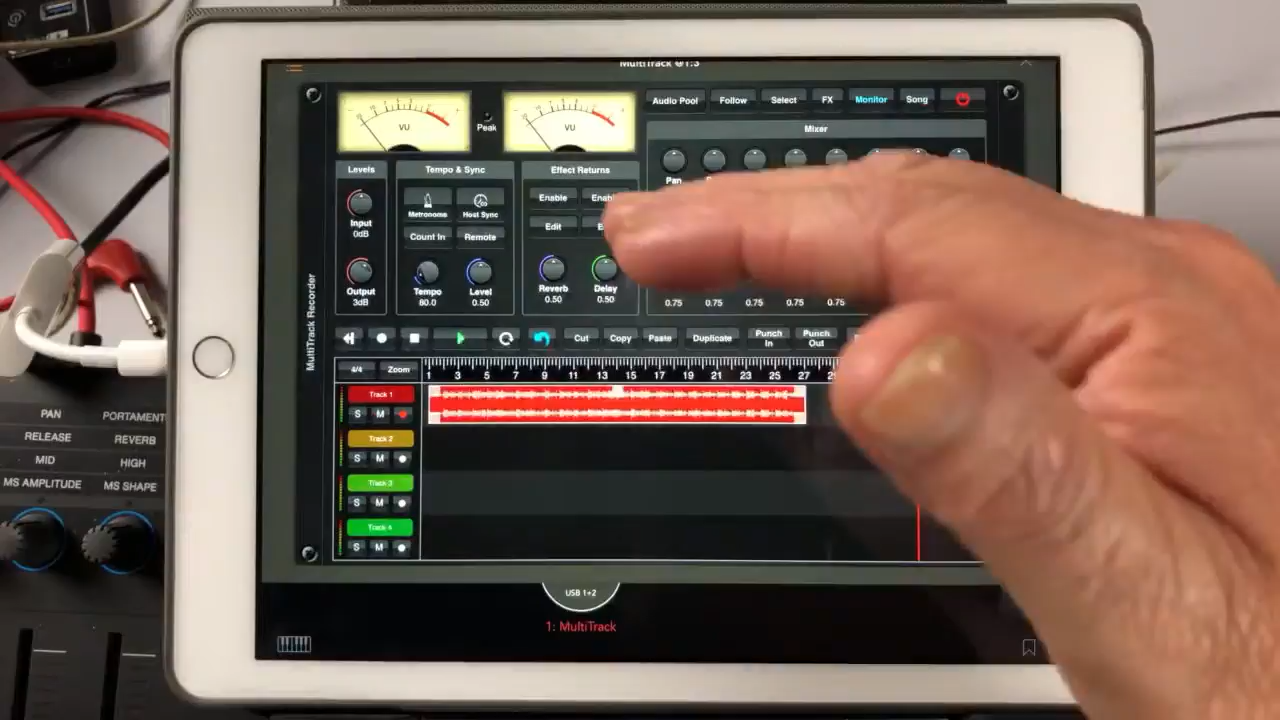 MultiTrack @1:3
VU
Peak
VU
Audio Pool Follow Select FX Monitor Song
Mixer
Levels
Tempo & Sync
Effect Returns
Pan
Input
0dB
Metronome Host Sync
Enable
Edit
Count In Remote
Output
3dB
Tempo
60.0
Level
0.50
Reverb
0.50
Delay
0.50
0.75 0.75 0.75 0.75 0.75
MultiTrack Recorder
Cut Copy Paste Duplicate Punch In Punch Out
4/4 Zoom
1 3 5 7 9 11 13 15 17 19 21 23 25 27
Track 1
S M
Track 2
S M
Track 3
S M
Track 4
S M
USB 1+2
1: MultiTrack
PAN PORTAMENT
RELEASE REVERB
MID HIGH
MS AMPLITUDE MS SHAPE